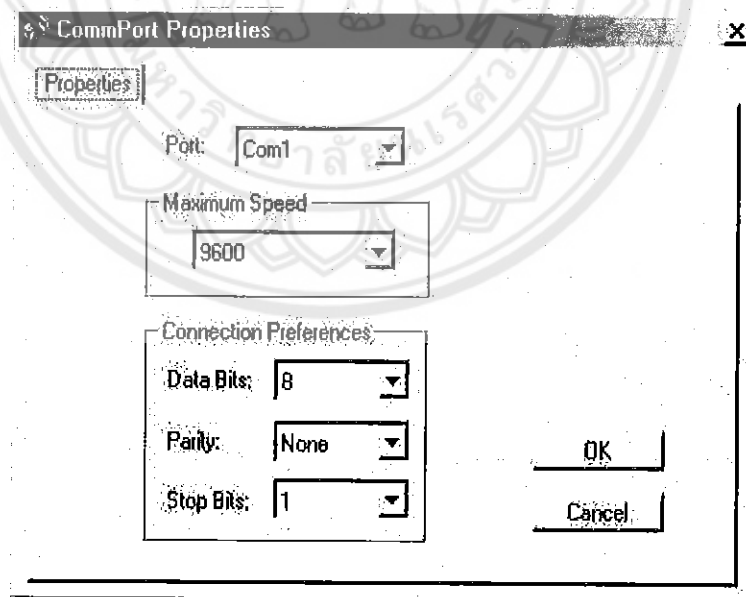 CommPort Properties
Properties
Port: Com1
Maximum Speed
9600
Connection Preferences
Data Bits: 8
Parity: None
Stop Bits: 1
OK
Cancel